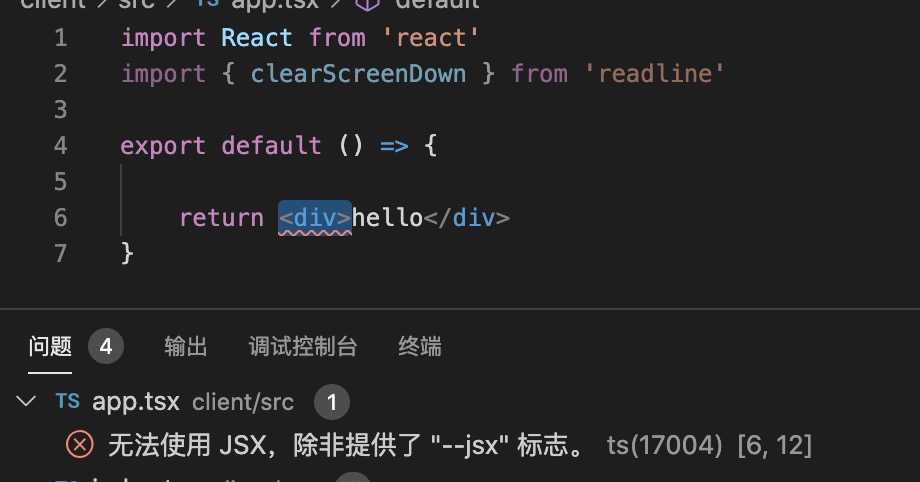 client > src > TS app.tsx > default
1 import React from 'react'
2 import { clearScreenDown } from 'readline'
3
4 export default () => {
5
6 return <div>hello</div>
7 }
问题 4 输出 调试控制台 终端
TS app.tsx client/src 1
无法使用 JSX，除非提供了 "--jsx" 标志。 ts(17004) [6, 12]